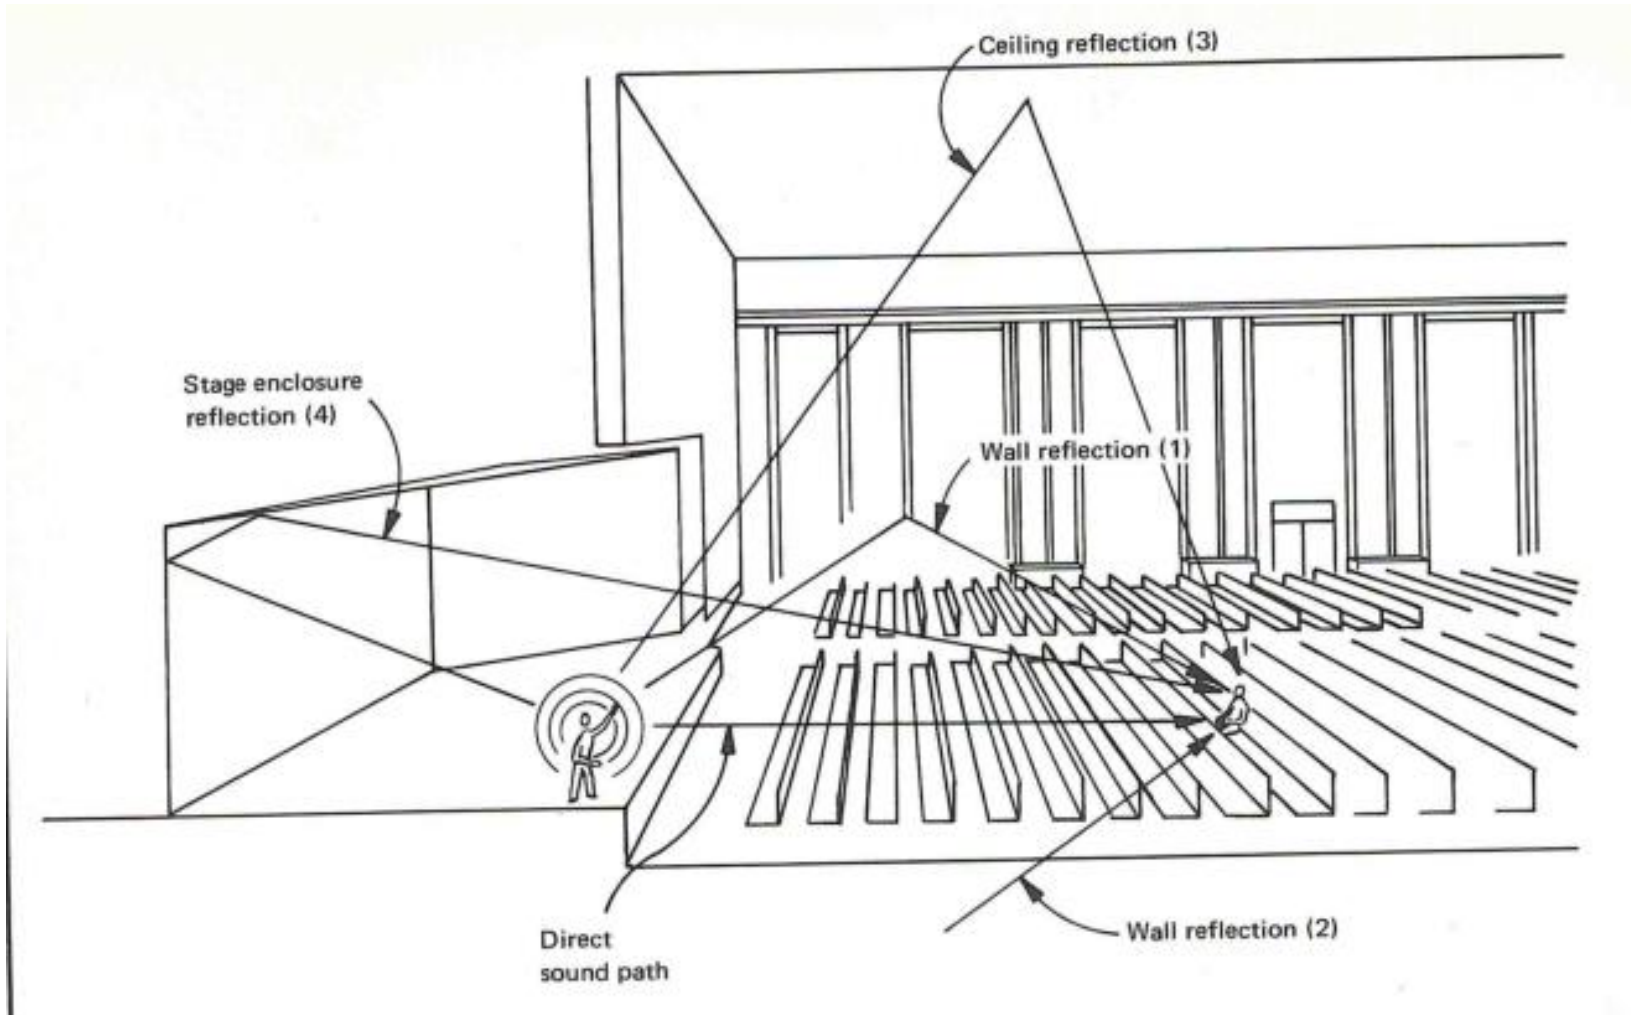 Ceiling reflection (3)
Stage enclosure
reflection (4)
Wall reflection (1)
Direct
sound path
Wall reflection (2)